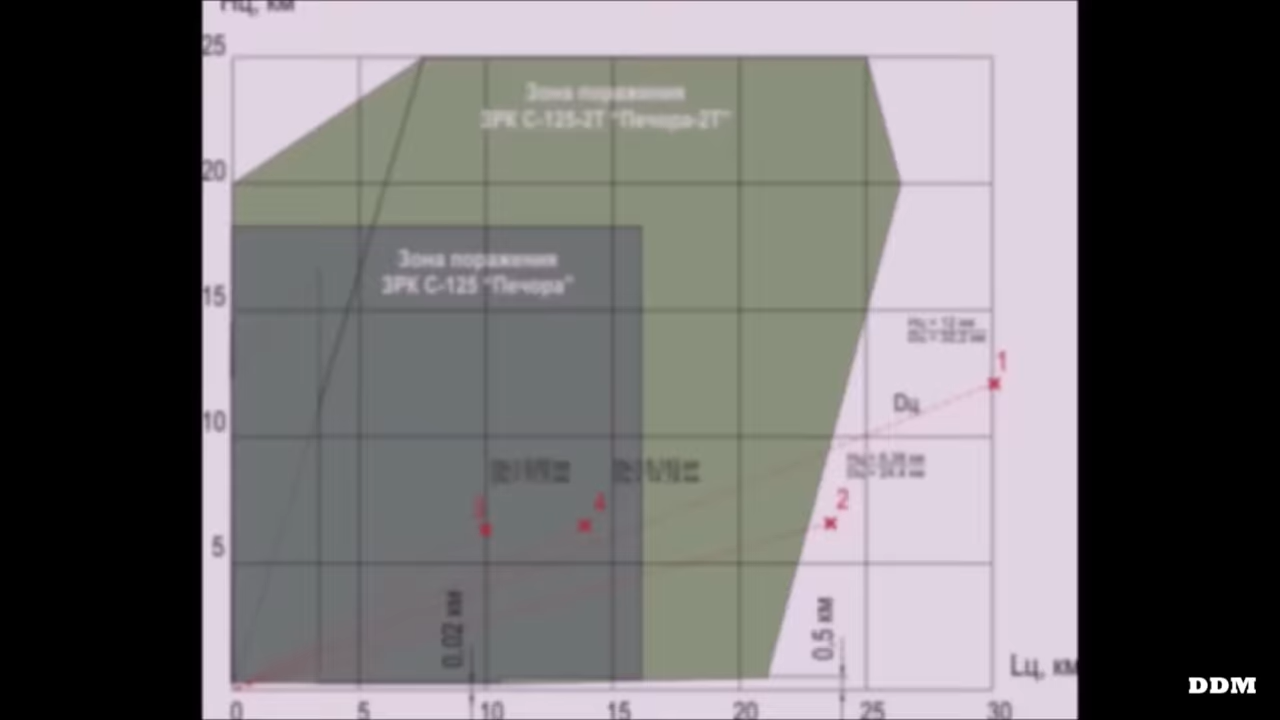 Нц, км
25
Зона поражения
ЗРК С-125-2Т "Печора-2Т"
20
Зона поражения
ЗРК С-125 "Печора"
15
1
Dц
10
2
3
4
5
0,02 км
0,5 км
Lц, км
0
5
10
15
20
25
30
DDM